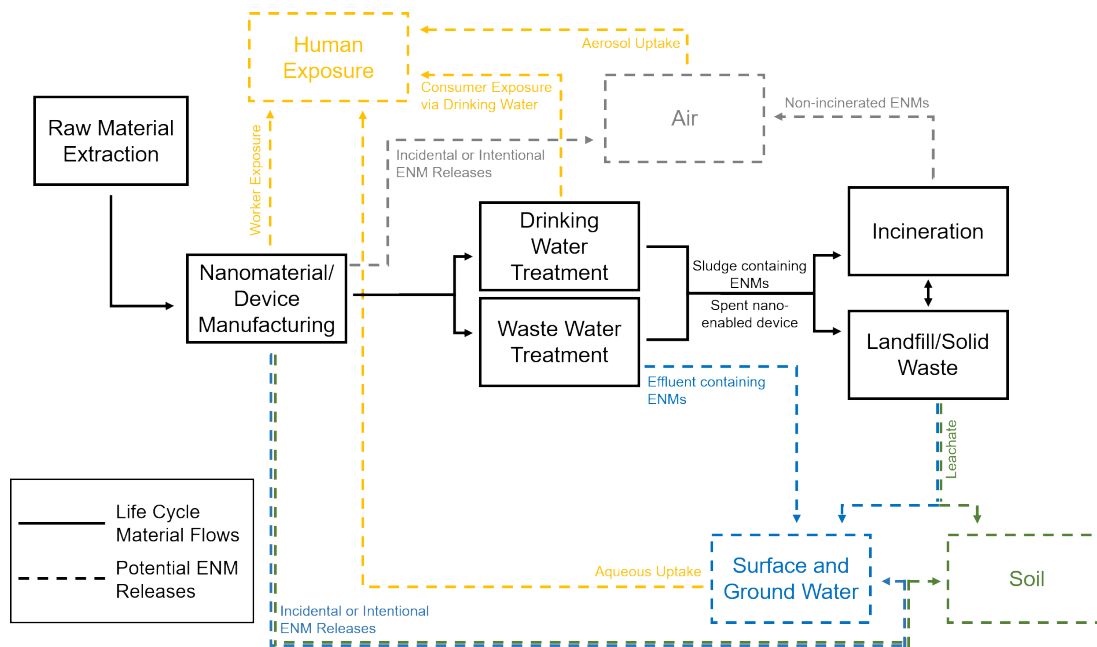 Human
Exposure
Aerosol Uptake
Consumer Exposure
via Drinking Water
Air
Non-incinerated ENMs
Raw Material
Extraction
Worker Exposure
Incidental or Intentional
ENM Releases
Drinking
Water
Treatment
Incineration
Nanomaterial/
Device
Manufacturing
Sludge containing
ENMs
Spent nano-
enabled device
Waste Water
Treatment
Landfill/Solid
Waste
Effluent containing
ENMs
Leachate
Life Cycle
Material Flows
Potential ENM
Releases
Aqueous Uptake
Surface and
Ground Water
Soil
Incidental or Intentional
ENM Releases